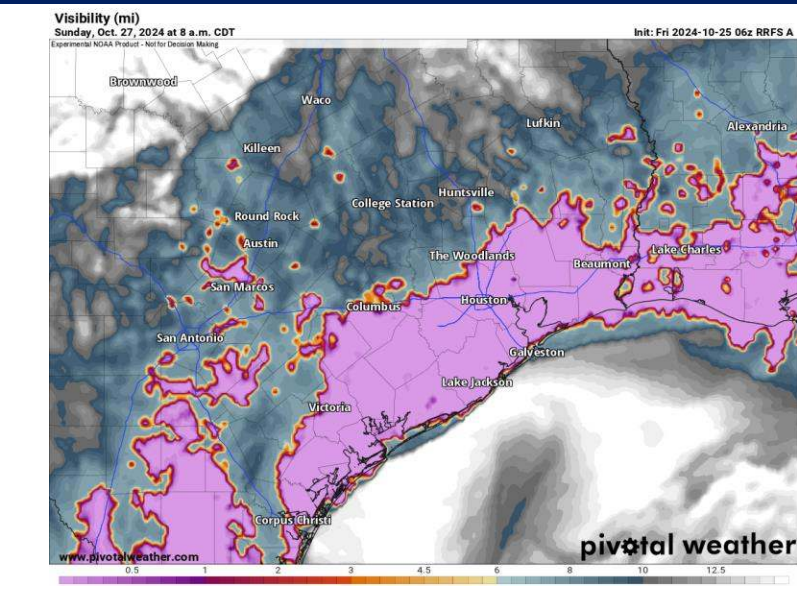 Visibility (mi)
Sunday, Oct. 27, 2024 at 8 a.m. CDT
Init: Fri 2024-10-25 06z RRFS A
Experimental NOAA Product - Not for Decision Making
Brownwood
Waco
Lufkin
Alexandria
Killeen
Huntsville
College Station
Round Rock
Austin
The Woodlands
Lake Charles
Beaumont
San Marcos
Columbus
Houston
San Antonio
Galveston
Lake Jackson
Victoria
Corpus Christi
pivotal weather
www.pivotalweather.com
0.5 1 2 3 4.5 6 8 10 12.5